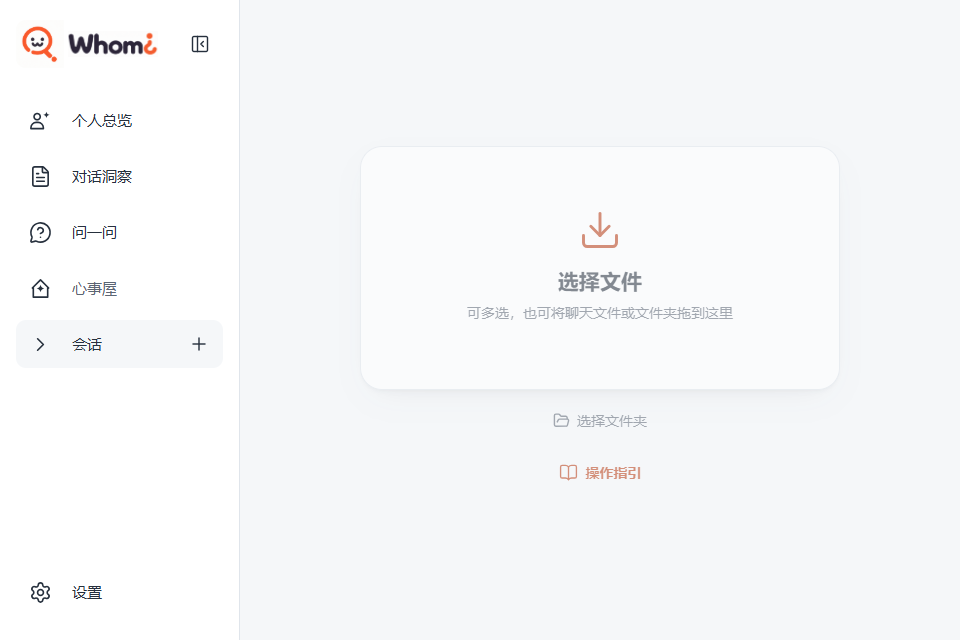 Whomi
个人总览
对话洞察
问一问
心事屋
会话
设置
选择文件
可多选，也可将聊天文件或文件夹拖到这里
选择文件夹
操作指引